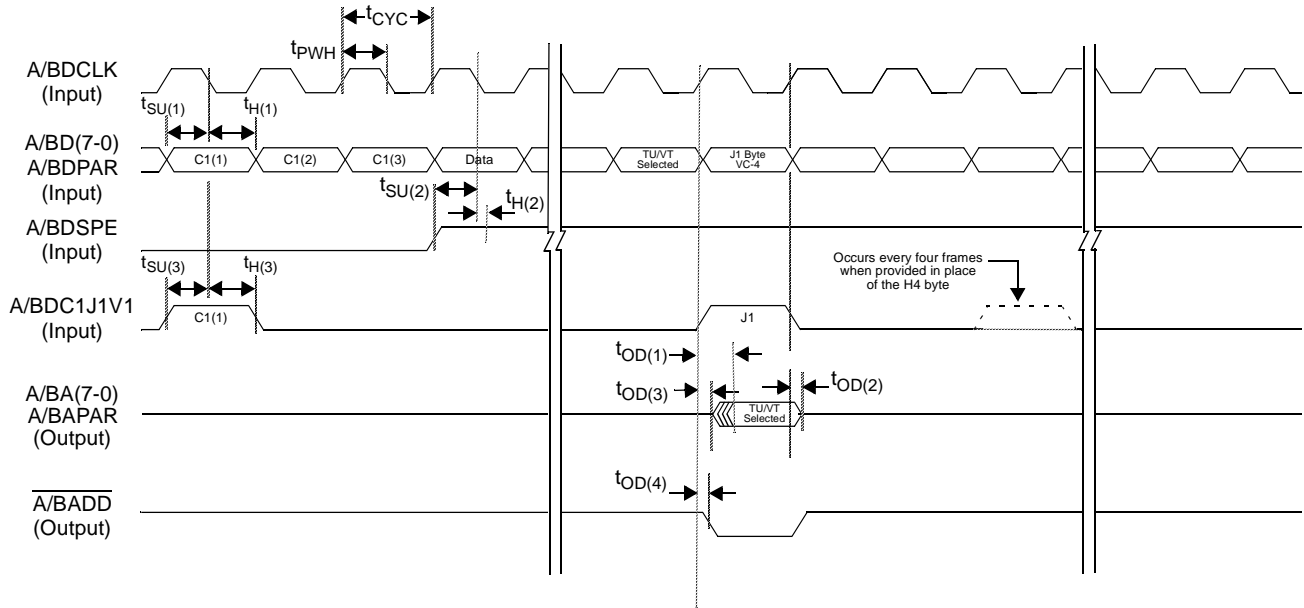 tCYC
tPWH
A/BDCLK
(Input)
tSU(1)
tH(1)
A/BD(7-0)
A/BDPAR
(Input)
C1(1)
C1(2)
C1(3)
Data
TU/VT
Selected
J1 Byte
VC-4
tSU(2)
tH(2)
A/BDSPE
(Input)
tSU(3)
tH(3)
Occurs every four frames
when provided in place
of the H4 byte
A/BDC1J1V1
(Input)
C1(1)
J1
tOD(1)
tOD(3)
tOD(2)
A/BA(7-0)
A/BAPAR
(Output)
TU/VT
Selected
tOD(4)
A/BADD
(Output)